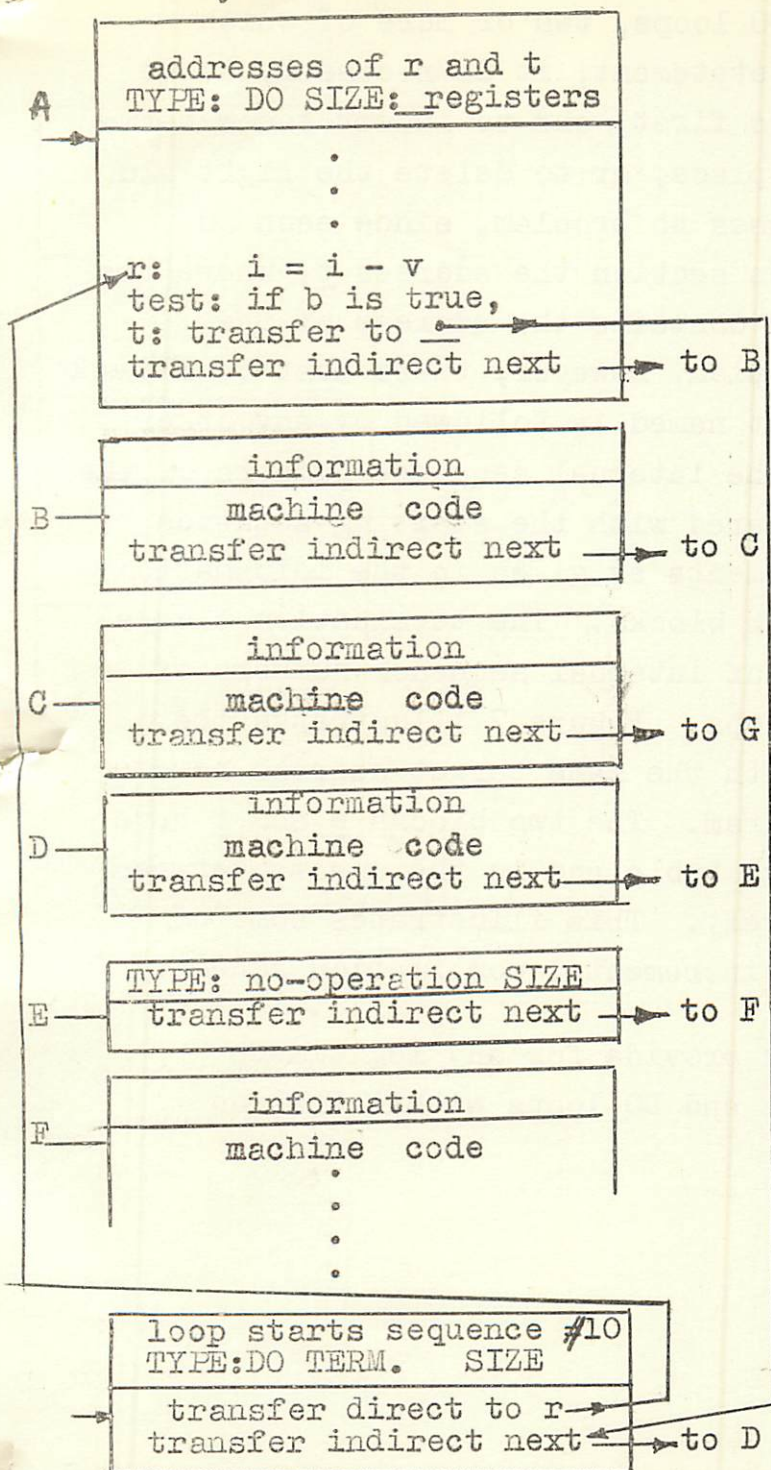 addresses of r and t
A TYPE: DO SIZE: registers
.
.
.
r: i = i - v
test: if b is true,
t: transfer to __
transfer indirect next to B
information
B machine code
transfer indirect next to C
information
C machine code
transfer indirect next to G
information
D machine code
transfer indirect next to E
TYPE: no-operation SIZE
E transfer indirect next to F
information
F machine code
.
.
.
.
loop starts sequence #10
TYPE:DO TERM. SIZE
transfer direct to r
transfer indirect next to D